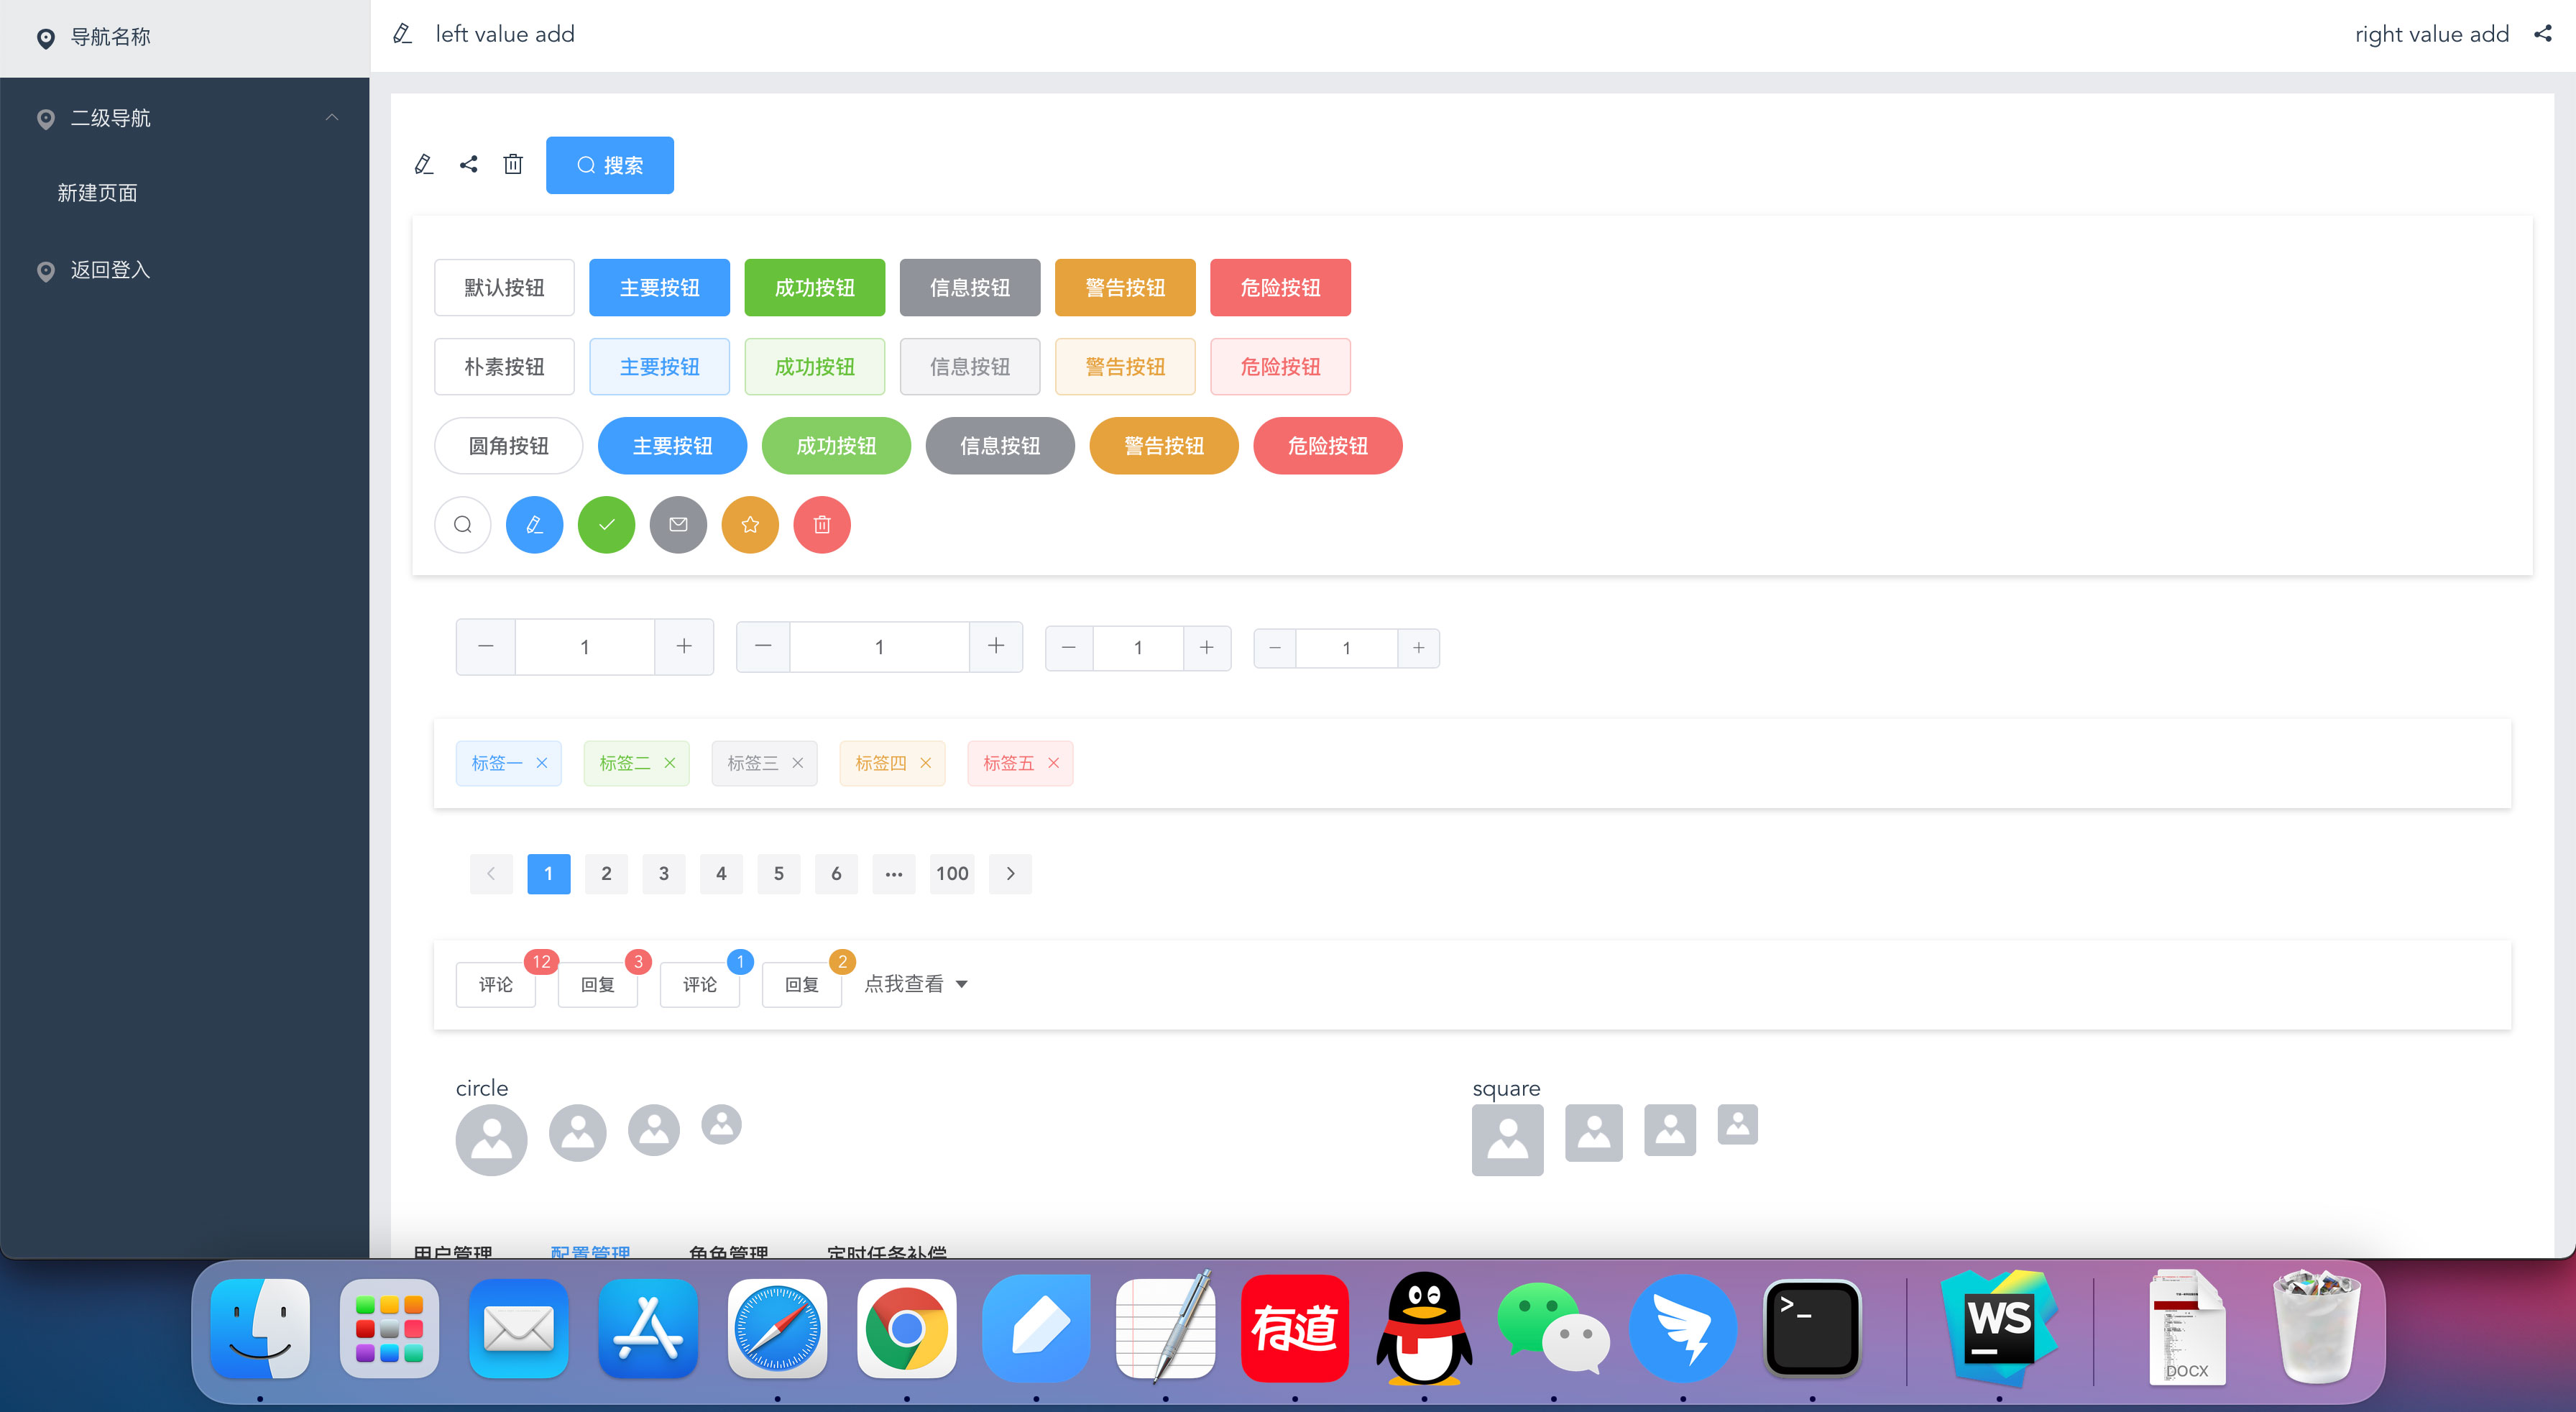 导航名称
left value add
right value add
二级导航
新建页面
返回登入
搜索
默认按钮 主要按钮 成功按钮 信息按钮 警告按钮 危险按钮
朴素按钮 主要按钮 成功按钮 信息按钮 警告按钮 危险按钮
圆角按钮 主要按钮 成功按钮 信息按钮 警告按钮 危险按钮
1 1 1 1
标签一 标签二 标签三 标签四 标签五
1 2 3 4 5 6 ... 100
评论 12 回复 3 评论 1 回复 2 点我查看
circle
square
用户管理 配置管理 角色管理 定时任务补偿
有道
>_
WS
DOCX